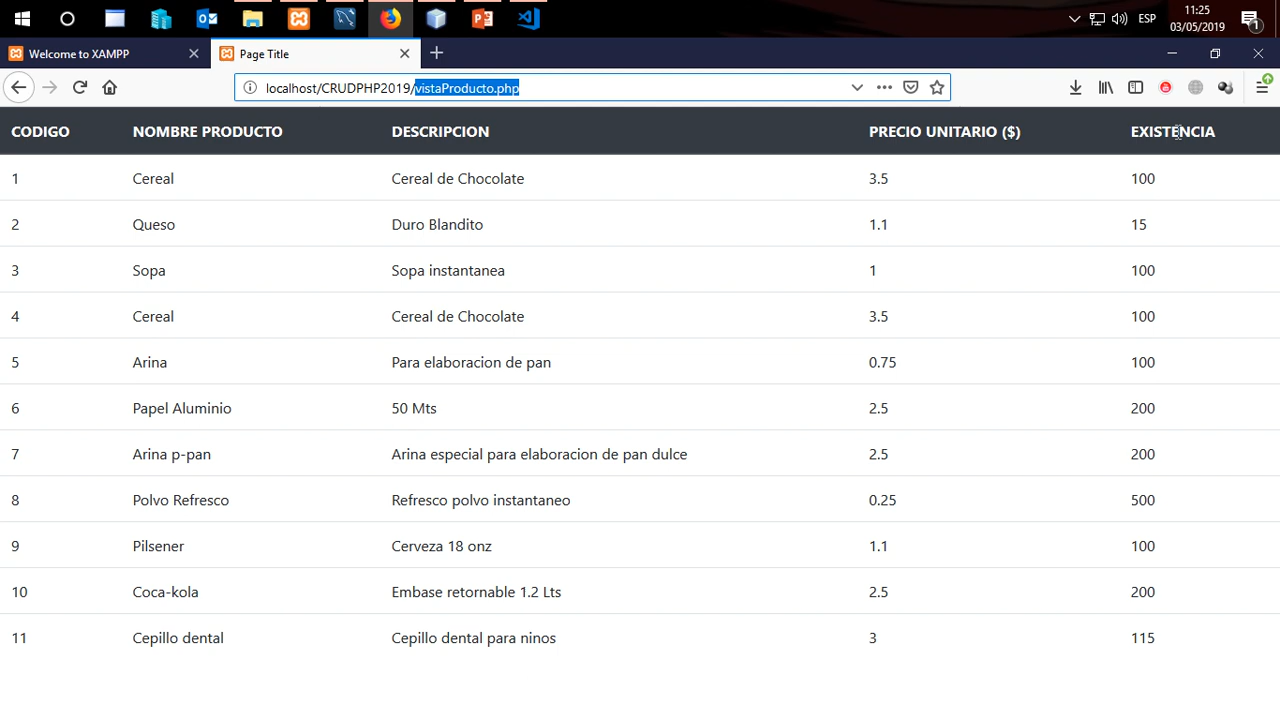 11:25
ESP
03/05/2019
1
Welcome to XAMPP
Page Title
localhost/CRUDPHP2019/vistaProducto.php
CODIGO NOMBRE PRODUCTO DESCRIPCION PRECIO UNITARIO ($) EXISTENCIA
1 Cereal Cereal de Chocolate 3.5 100
2 Queso Duro Blandito 1.1 15
3 Sopa Sopa instantanea 1 100
4 Cereal Cereal de Chocolate 3.5 100
5 Arina Para elaboracion de pan 0.75 100
6 Papel Aluminio 50 Mts 2.5 200
7 Arina p-pan Arina especial para elaboracion de pan dulce 2.5 200
8 Polvo Refresco Refresco polvo instantaneo 0.25 500
9 Pilsener Cerveza 18 onz 1.1 100
10 Coca-kola Embase retornable 1.2 Lts 2.5 200
11 Cepillo dental Cepillo dental para ninos 3 115